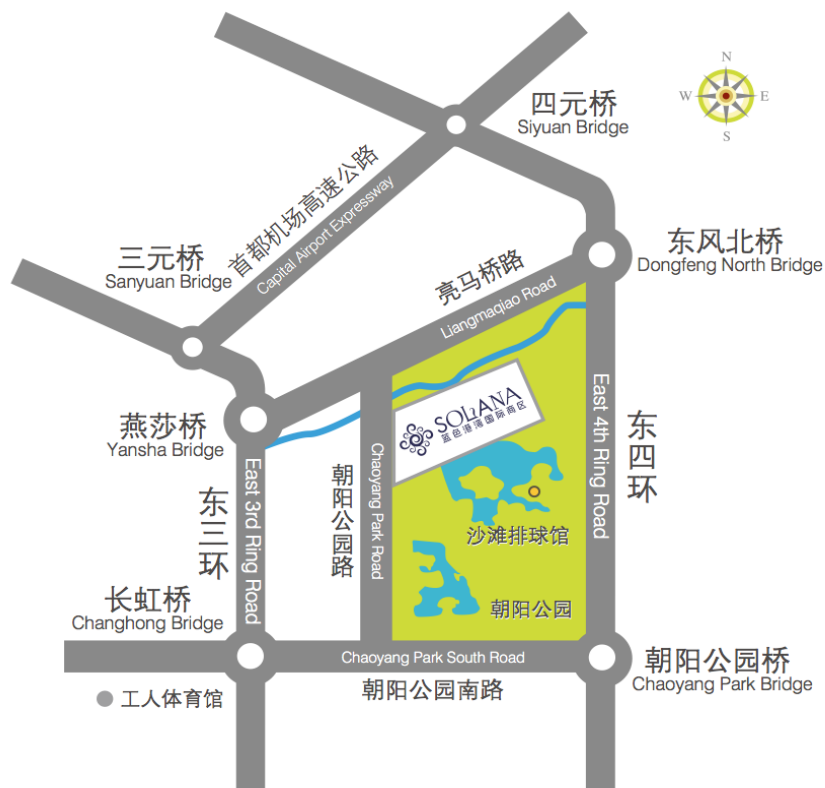 N
四元桥
Siyuan Bridge
W
E
S
首都机场高速公路
Capital Airport Expressway
三元桥
Sanyuan Bridge
亮马桥路
Liangmaqiao Road
东风北桥
Dongfeng North Bridge
燕莎桥
Yansha Bridge
SOLANA
蓝色港湾国际商区
东三环
East 3rd Ring Road
朝阳公园路
Chaoyang Park Road
East 4th Ring Road
东四环
沙滩排球馆
朝阳公园
长虹桥
Changhong Bridge
Chaoyang Park South Road
朝阳公园南路
朝阳公园桥
Chaoyang Park Bridge
工人体育馆